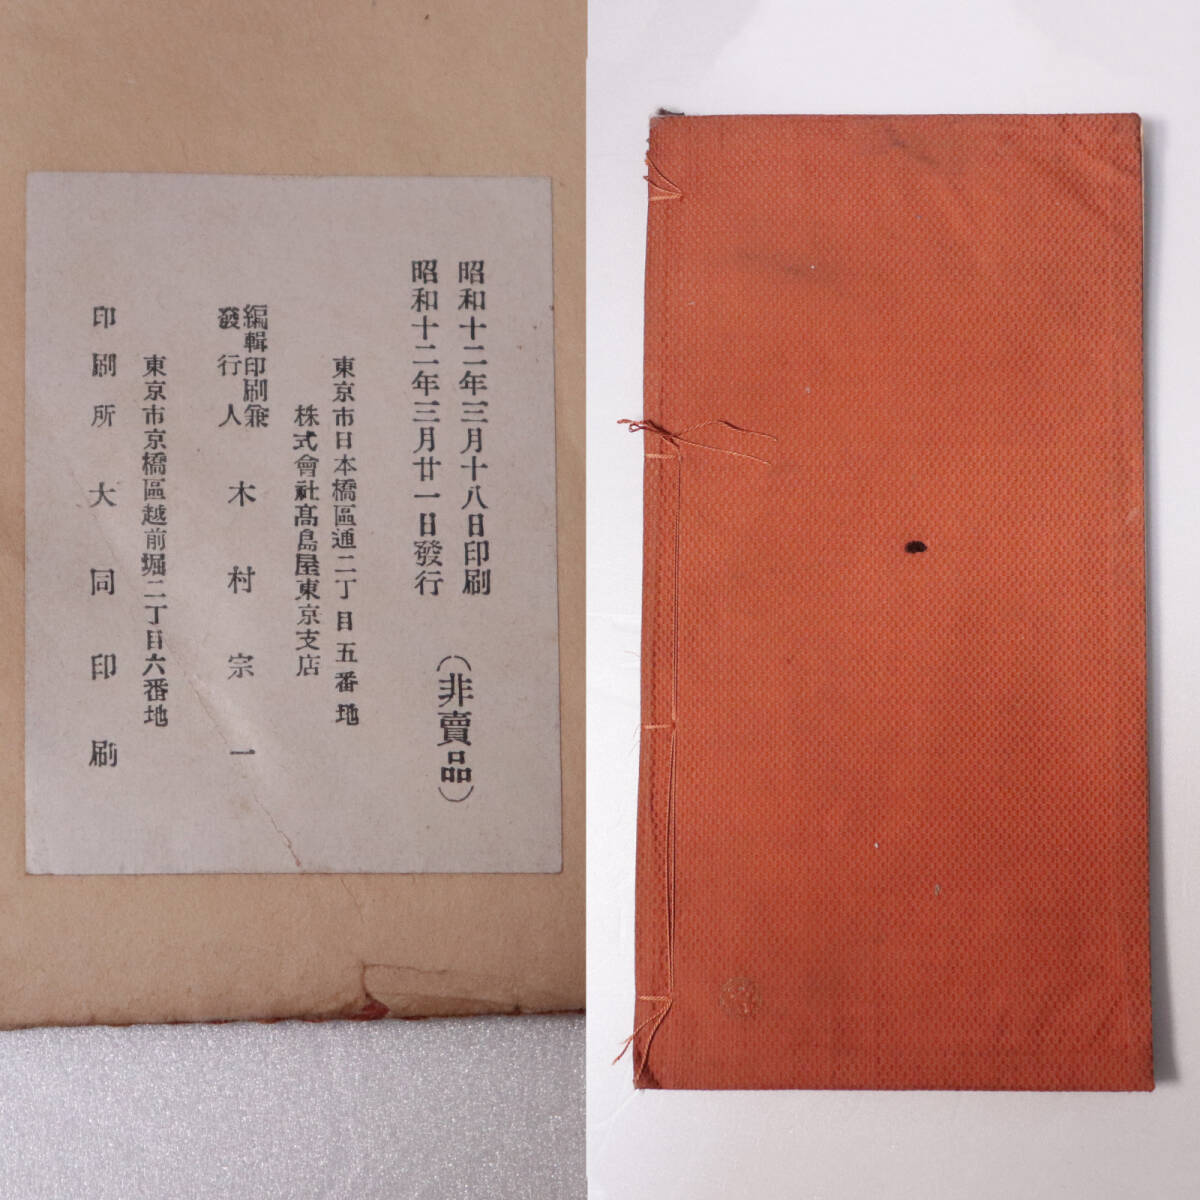 昭和十二年三月十八日印刷
昭和十二年三月廿一日發行
(非賣品)
東京市日本橋區通二丁目五番地
株式會社髙島屋東京支店
編輯印刷兼
發行人 木村宗一
東京市京橋區越前堀二丁目六番地
印刷所 大同印刷